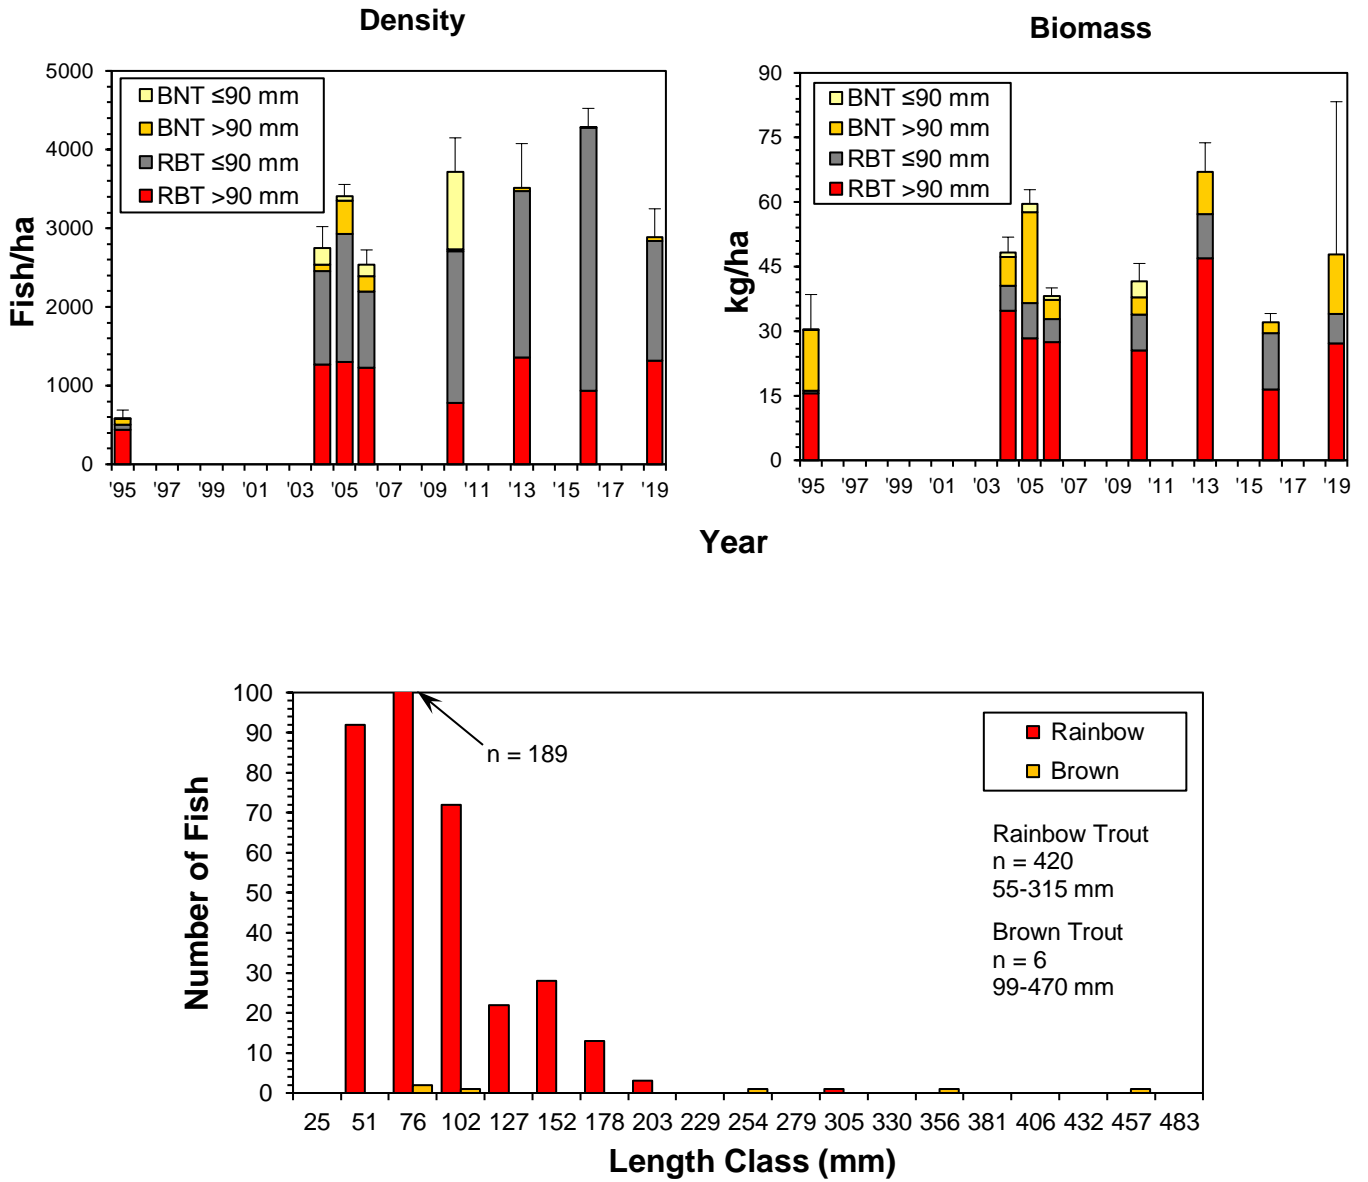 Density
5000
4000
3000
2000
1000
0
Fish/ha
BNT ≤90 mm
BNT >90 mm
RBT ≤90 mm
RBT >90 mm
'95 '97 '99 '01 '03 '05 '07 '09 '11 '13 '15 '17 '19
Biomass
90
75
60
45
30
15
0
kg/ha
BNT ≤90 mm
BNT >90 mm
RBT ≤90 mm
RBT >90 mm
'95 '97 '99 '01 '03 '05 '07 '09 '11 '13 '15 '17 '19
Year
100
90
80
70
60
50
40
30
20
10
0
Number of Fish
n = 189
Rainbow
Brown
Rainbow Trout
n = 420
55-315 mm
Brown Trout
n = 6
99-470 mm
25 51 76 102 127 152 178 203 229 254 279 305 330 356 381 406 432 457 483
Length Class (mm)